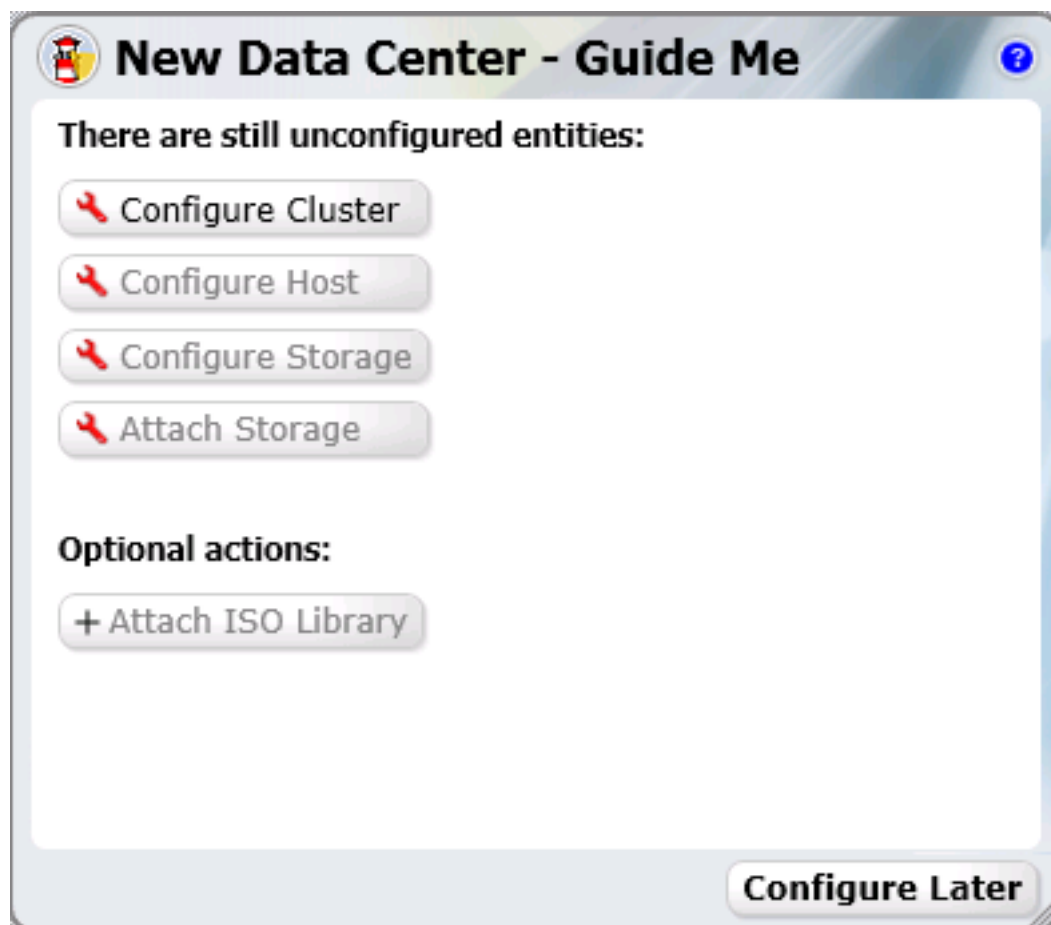 New Data Center - Guide Me
?
There are still unconfigured entities:
Configure Cluster
Configure Host
Configure Storage
Attach Storage
Optional actions:
+ Attach ISO Library
Configure Later